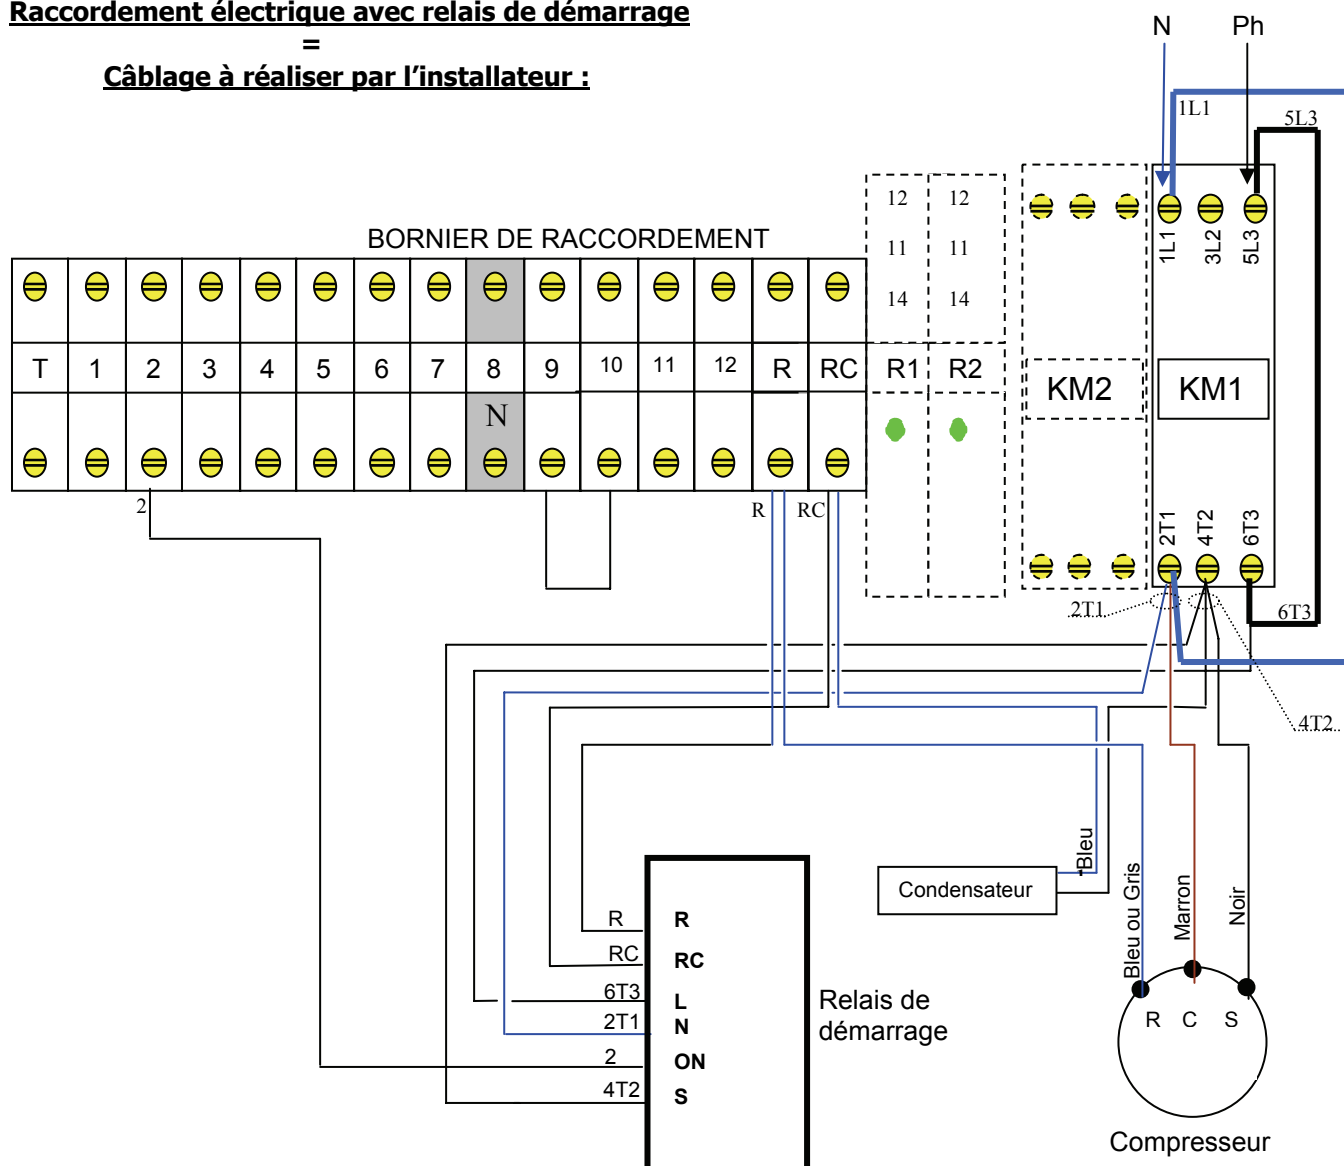 Raccordement électrique avec relais de démarrage
=
Câblage à réaliser par l'installateur :
N Ph
1L1
5L3
12 12
11 11
14 14
1L1 3L2 5L3
BORNIER DE RACCORDEMENT
T 1 2 3 4 5 6 7 8 9 10 11 12 R RC R1 R2
KM2 KM1
N
2 R RC
2T1 4T2 6T3
2T1 6T3
4T2
Bleu
Condensateur
Bleu ou Gris
Marron
Noir
R R
RC RC
6T3 L
2T1 N
2 ON
4T2 S
Relais de
démarrage
R C S
Compresseur